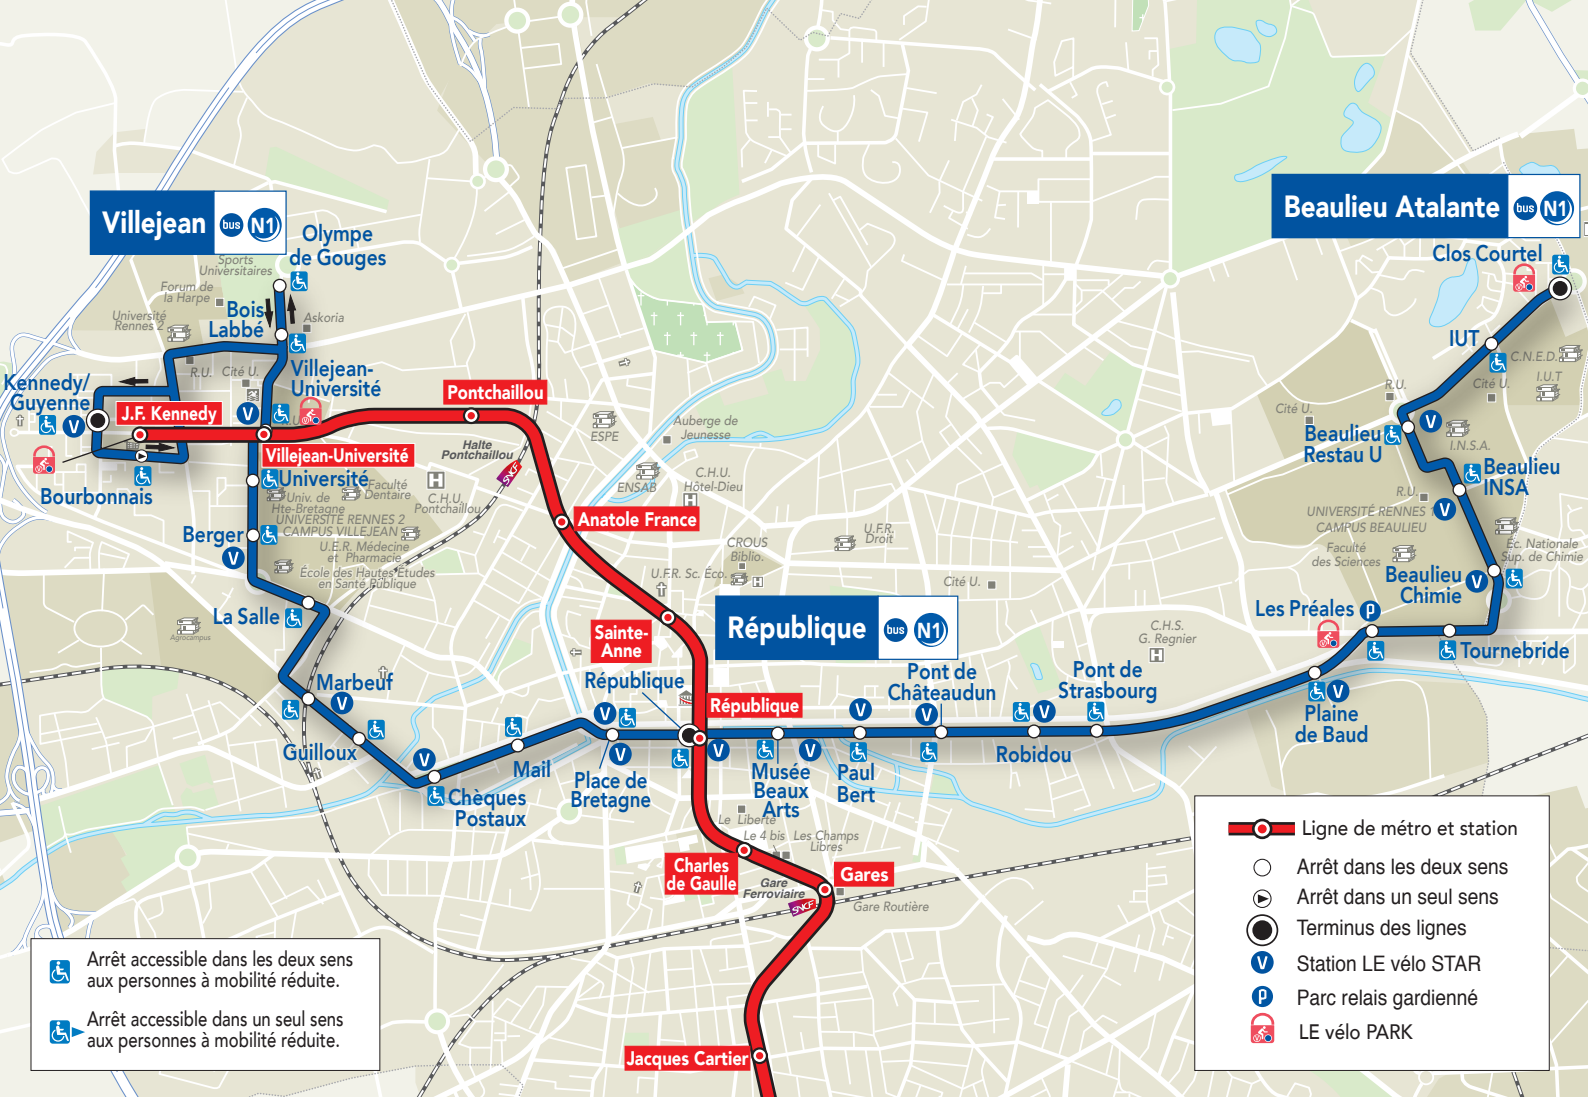 Villejean bus N1
Olympe
de Gouges
Sports
Universitaires
Forum de
la Harpe
Université
Rennes 2
Bois
Labbé
Askoria
R.U.
Cité U.
Villejean-
Université
Kennedy/
Guyenne
V
J.F. Kennedy
V
Bourbonnais
Villejean-Université
Université
Univ. de
Hte-Bretagne
Faculté
Dentaire
UNIVERSITÉ RENNES 2
CAMPUS VILLEJEAN
Berger
V
U.E.R. Médecine
et Pharmacie
École des Hautes Études
en Santé Publique
La Salle
Agrocampus
Pontchaillou
Halte
Pontchaillou
SNCF
H
C.H.U.
Pontchaillou
ESPE
Auberge de
Jeunesse
ENSAB
C.H.U.
Hôtel-Dieu
H
Anatole France
CROUS
Biblio.
H
U.F.R.
Droit
U.F.R. Sc. Éco.
Cité U.
Sainte-
Anne
République bus N1
République
République
Marbeuf
V
Guilloux
V
Chèques
Postaux
Mail
V
Place de
Bretagne
V
V
Musée
Beaux
Arts
V
V
Paul
Bert
Pont de
Châteaudun
V
V
Robidou
Pont de
Strasbourg
C.H.S.
G. Regnier
H
Le Liberté
Le 4 bis
Les Champs
Libres
Charles
de Gaulle
Gare
Ferroviaire
SNCF
Gares
Gare Routière
Jacques Cartier
Beaulieu Atalante bus N1
Clos Courtel
IUT
C.N.E.D.
I.U.T
Cité U.
R.U.
Cité U.
V
Beaulieu
Restau U
I.N.S.A.
Beaulieu
INSA
R.U.
V
UNIVERSITÉ RENNES 1
CAMPUS BEAULIEU
Faculté
des Sciences
Éc. Nationale
Sup. de Chimie
Beaulieu
Chimie
V
Les Préales
P
Tournebride
V
Plaine
de Baud
Arrêt accessible dans les deux sens
aux personnes à mobilité réduite.
Arrêt accessible dans un seul sens
aux personnes à mobilité réduite.
Ligne de métro et station
Arrêt dans les deux sens
Arrêt dans un seul sens
Terminus des lignes
V Station LE vélo STAR
P Parc relais gardienné
LE vélo PARK